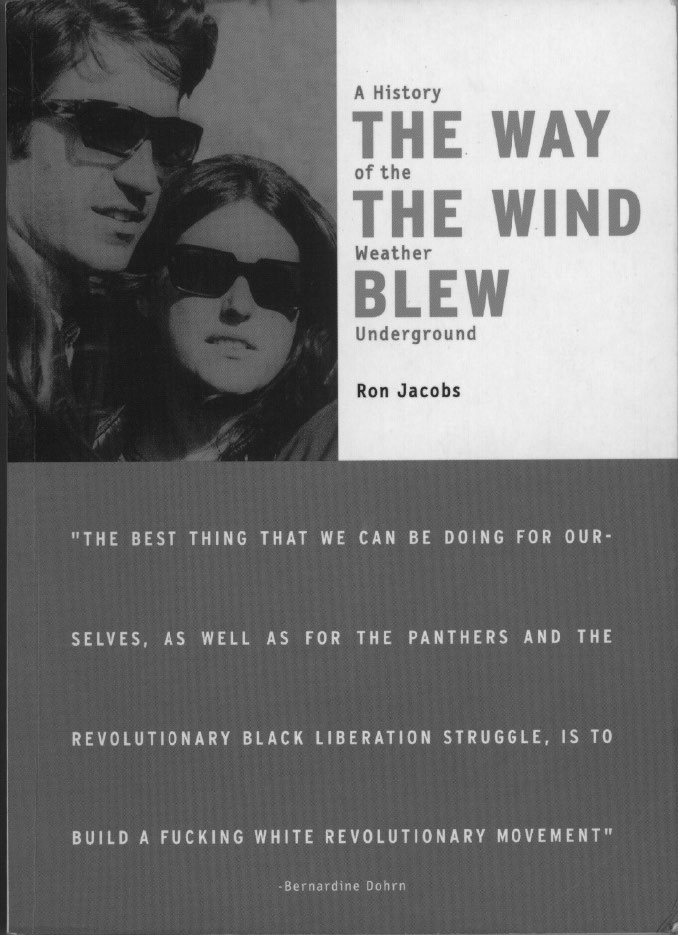 A History
THE WAY
of the
THE WIND
Weather
BLEW
Underground
Ron Jacobs
"THE BEST THING THAT WE CAN BE DOING FOR OUR-
SELVES, AS WELL AS FOR THE PANTHERS AND THE
REVOLUTIONARY BLACK LIBERATION STRUGGLE, IS TO
BUILD A FUCKING WHITE REVOLUTIONARY MOVEMENT"
-Bernardine Dohrn